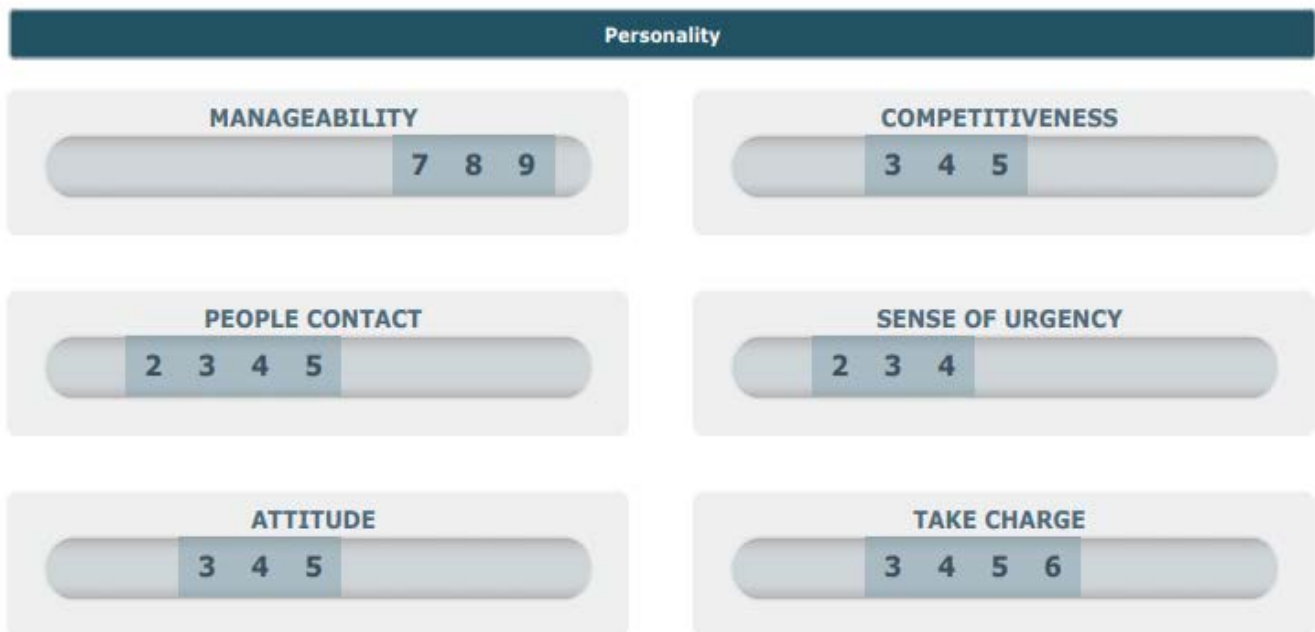 Personality
MANAGEABILITY
7 8 9
COMPETITIVENESS
3 4 5
PEOPLE CONTACT
2 3 4 5
SENSE OF URGENCY
2 3 4
ATTITUDE
3 4 5
TAKE CHARGE
3 4 5 6